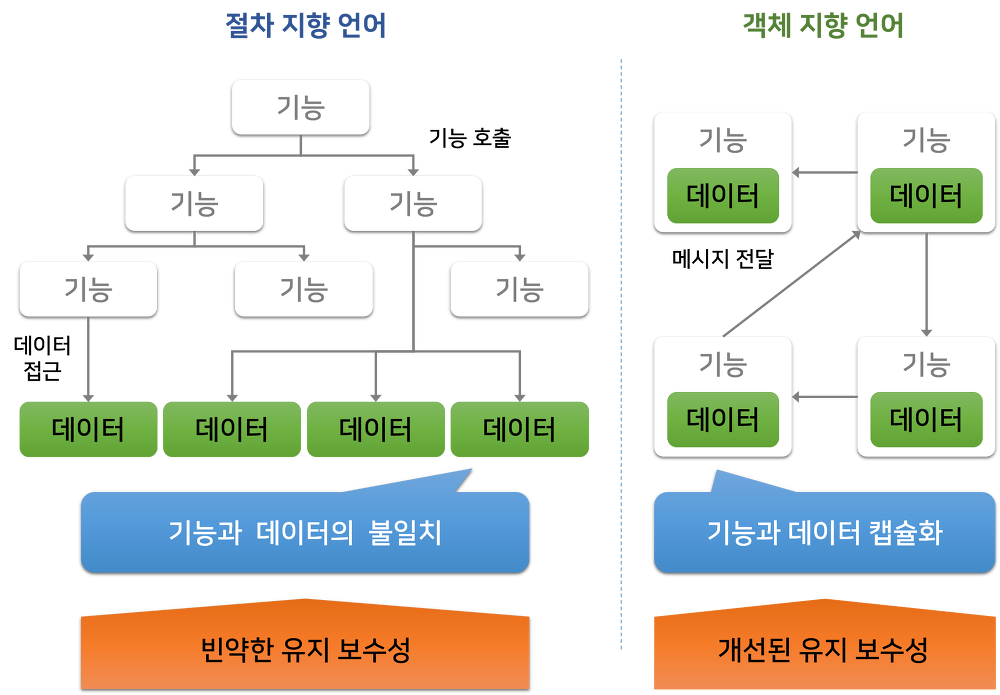 절차 지향 언어
기능
기능 호출
기능
기능
기능
기능
기능
데이터
접근
데이터
데이터
데이터
데이터
기능과 데이터의 불일치
빈약한 유지 보수성
객체 지향 언어
기능
데이터
기능
데이터
메시지 전달
기능
데이터
기능
데이터
기능과 데이터 캡슐화
개선된 유지 보수성